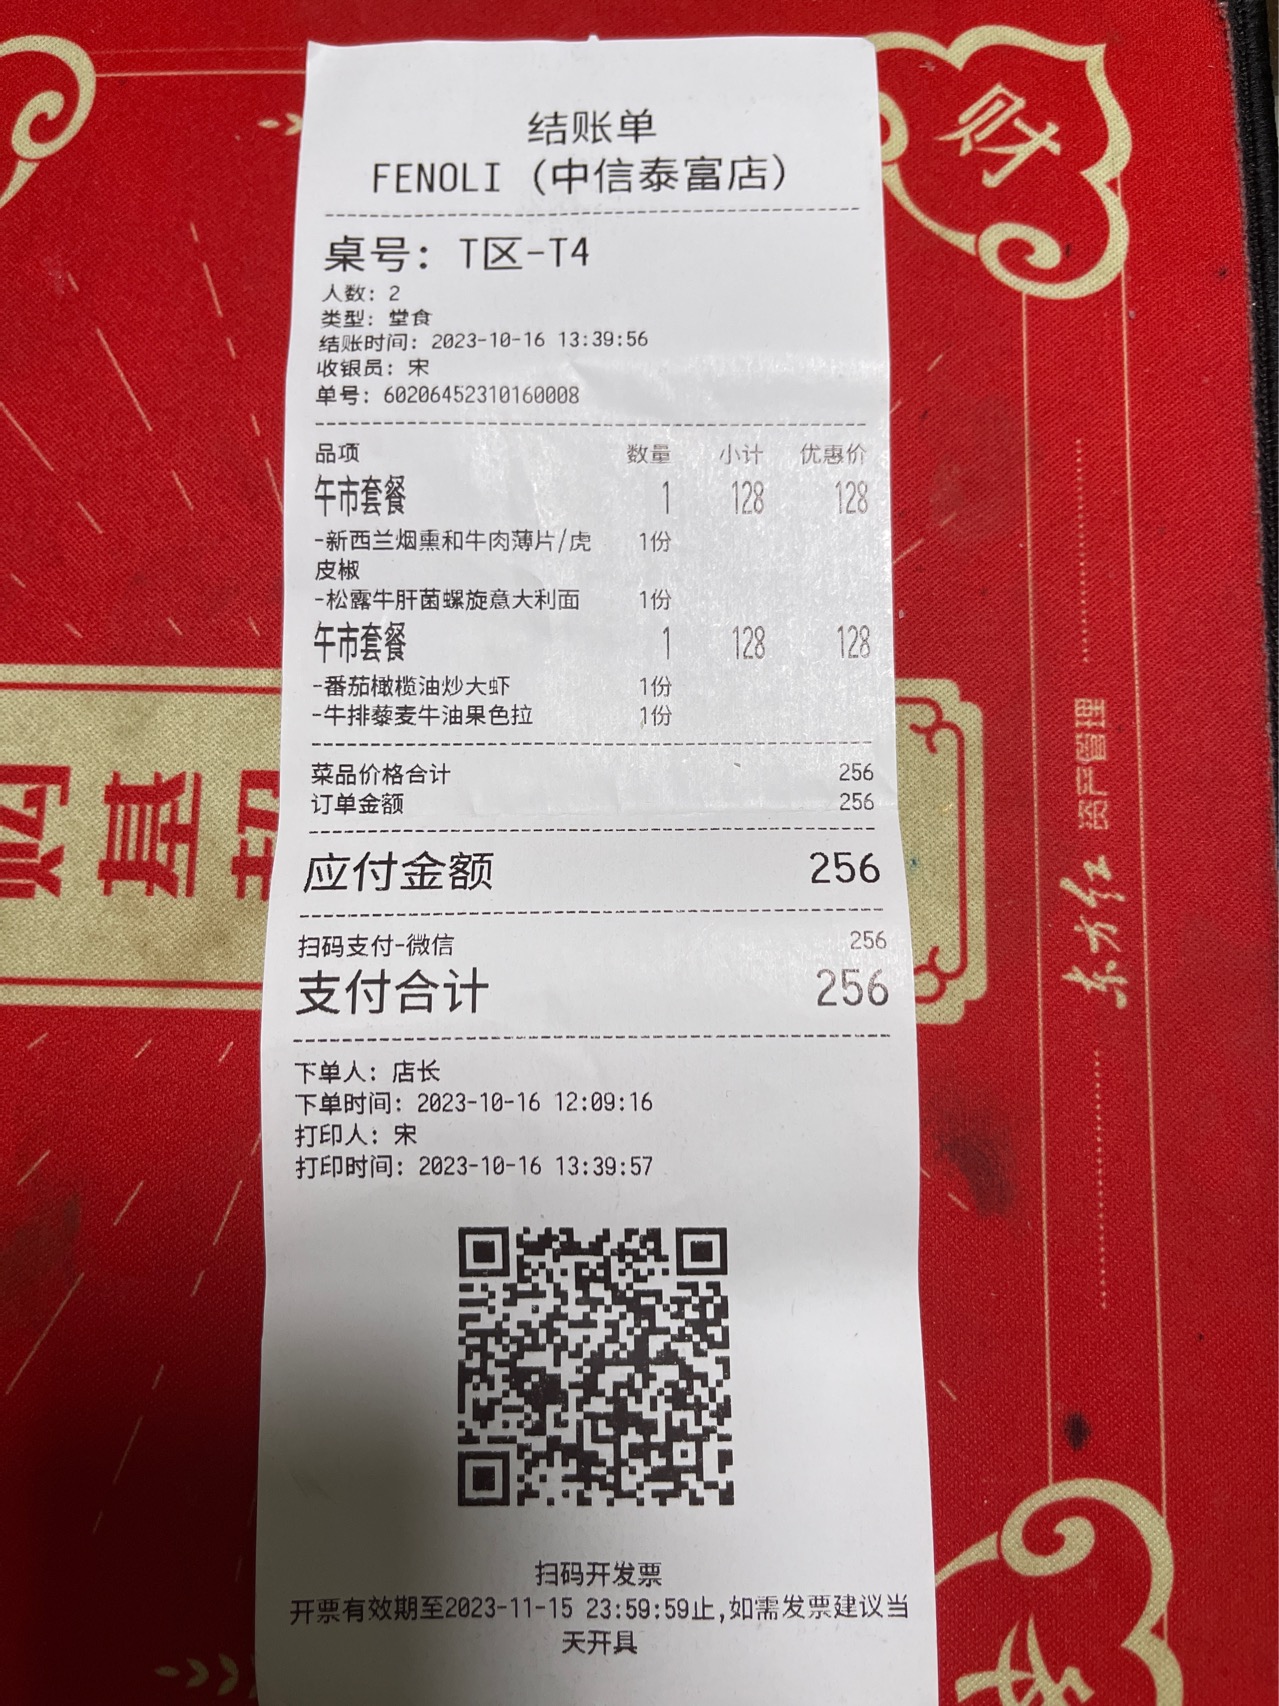 结账单
FENOLI (中信泰富店)
桌号: T区-T4
人数: 2
类型: 堂食
结账时间: 2023-10-16 13:39:56
收银员: 宋
单号: 602064523101600​08
品项 数量 小计 优惠价
午市套餐 1 128 128
-新西兰烟熏和牛肉薄片/虎 1份
皮椒
-松露牛肝菌螺旋意大利面 1份
午市套餐 1 128 128
-番茄橄榄油炒大虾 1份
-牛排藜麦牛油果色拉 1份
菜品价格合计 256
订单金额 256
应付金额 256
扫码支付-微信 256
支付合计 256
下单人: 店长
下单时间: 2023-10-16 12:09:16
打印人: 宋
打印时间: 2023-10-16 13:39:57
扫码开发票
开票有效期至2023-11-15 23:59:59止,如需发票建议当
天开具
财
东方红 资产管理
基